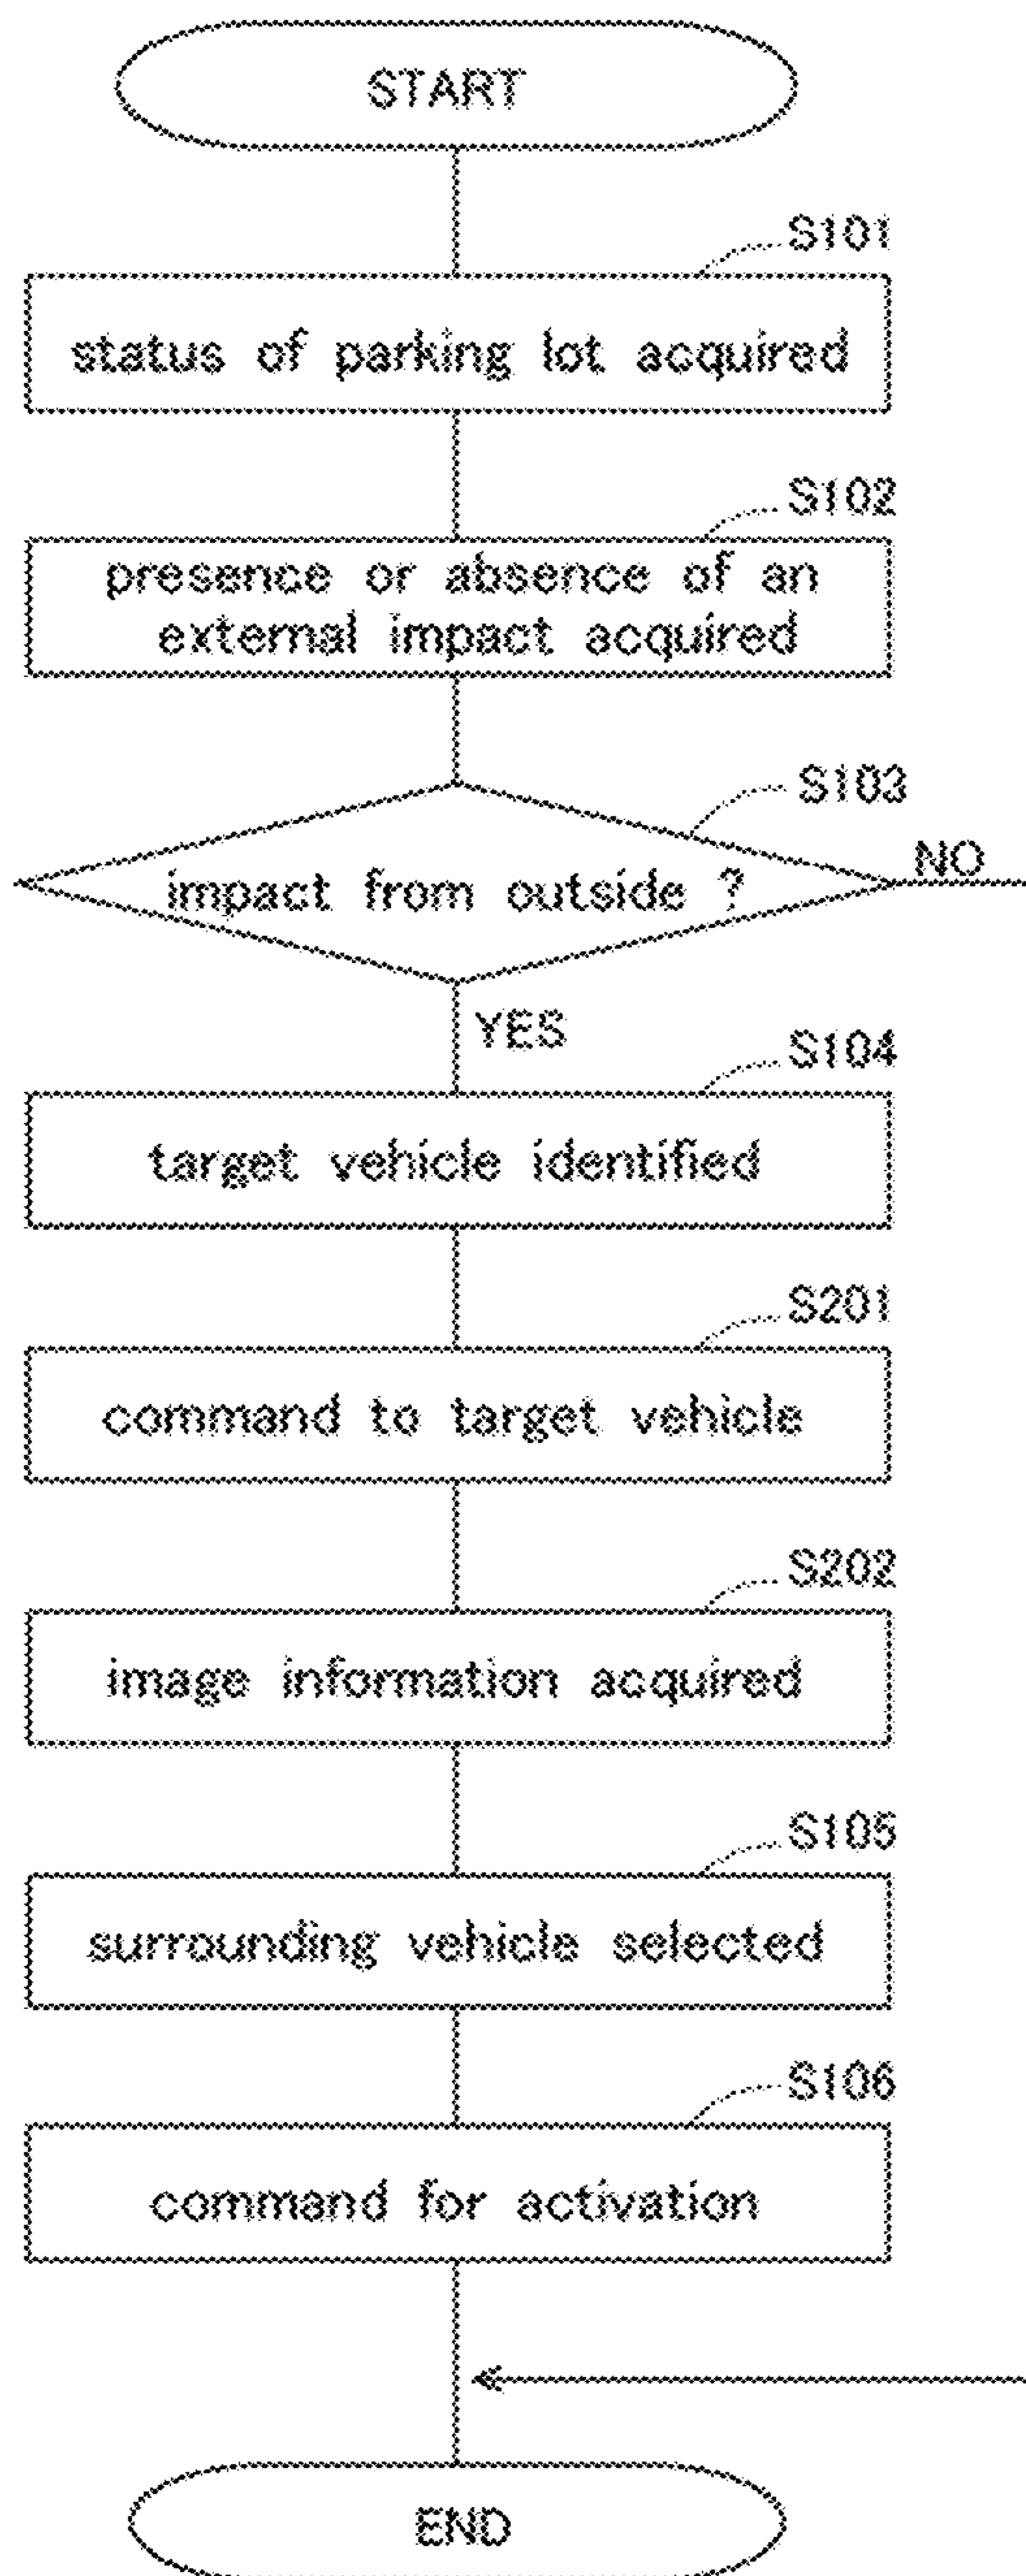 START
S101
status of parking lot acquired
S102
presence or absence of an
external impact acquired
S103
impact from outside ?
NO
YES
S104
target vehicle identified
S201
command to target vehicle
S202
image information acquired
S105
surrounding vehicle selected
S106
command for activation
END